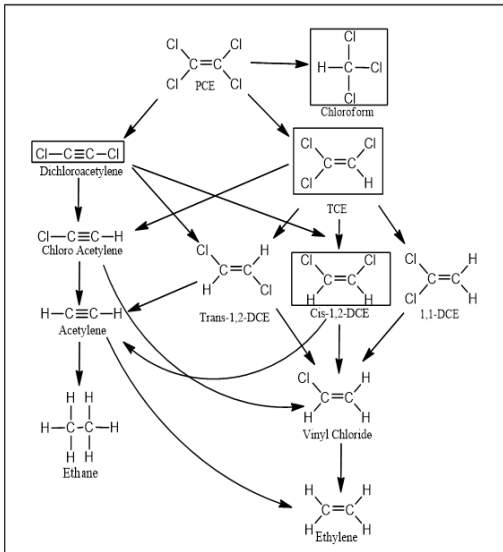 Cl Cl
C=C
Cl Cl
PCE
Cl
H-C-Cl
Cl
Chloroform
Cl-C≡C-Cl
Dichloroacetylene
Cl Cl
C=C
Cl H
TCE
Cl-C≡C-H
Chloro Acetylene
Cl H
C=C
H Cl
Trans-1,2-DCE
Cl Cl
C=C
H H
Cis-1,2-DCE
Cl H
C=C
Cl H
1,1-DCE
H-C≡C-H
Acetylene
H H
H-C-C-H
H H
Ethane
Cl H
C=C
H H
Vinyl Chloride
H H
C=C
H H
Ethylene